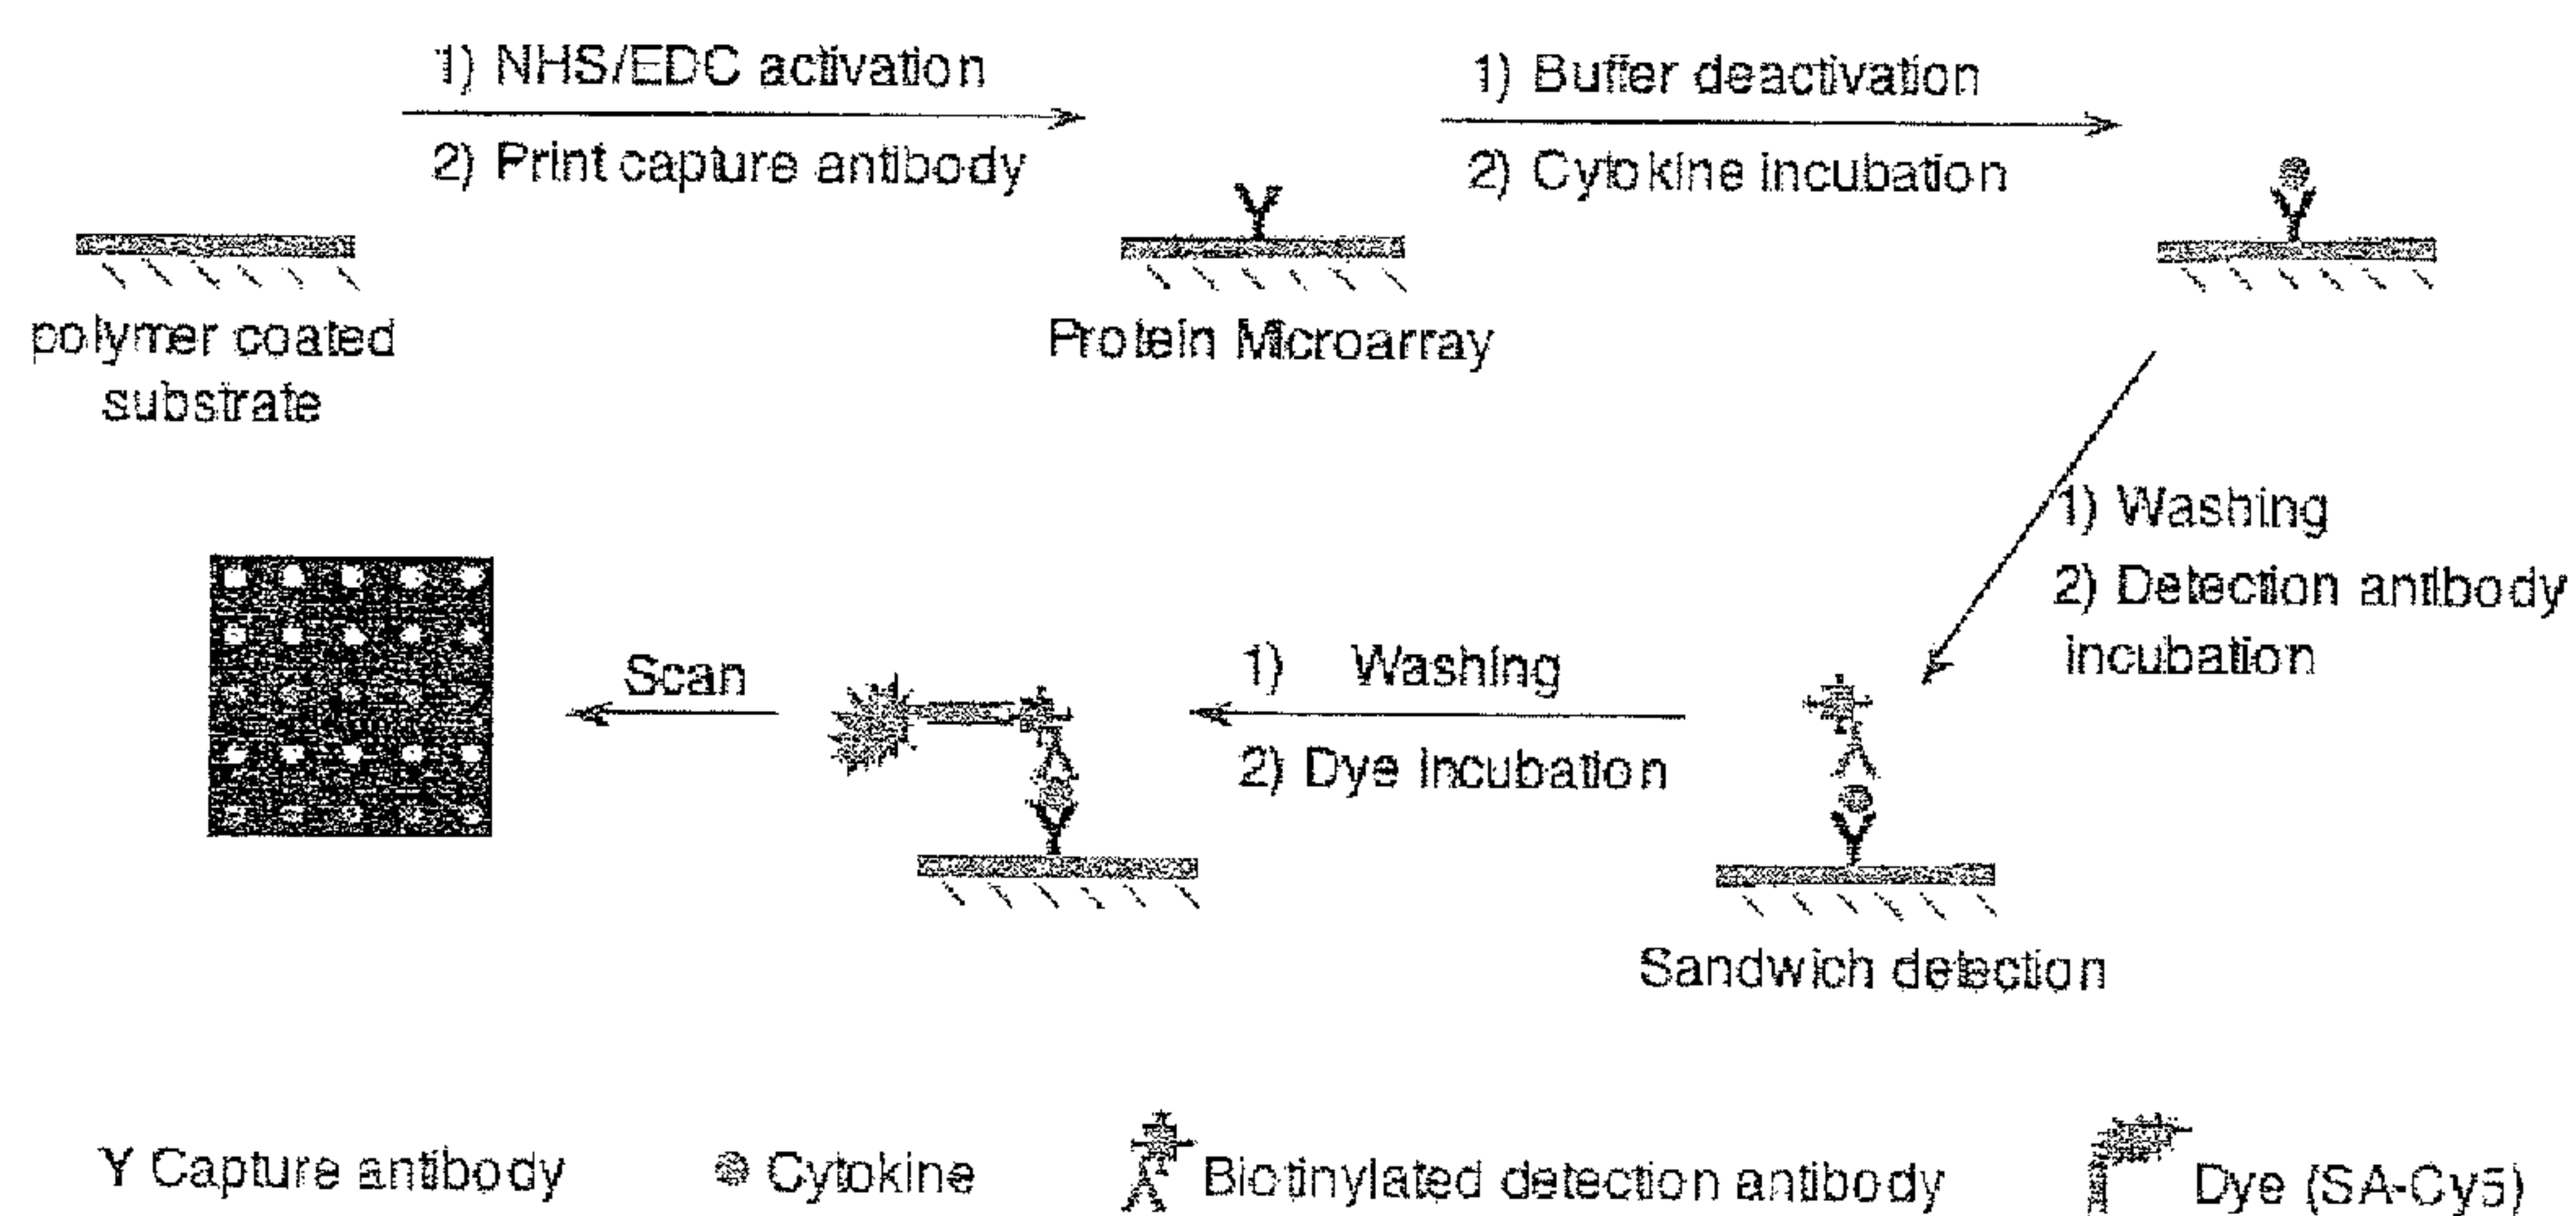 1) NHS/EDC activation
2) Print capture antibody
1) Buffer deactivation
2) Cytokine incubation
polymer coated
substrate
Protein Microarray
1) Washing
2) Detection antibody
incubation
1) Washing
2) Dye incubation
Scan
Sandwich detection
Y Capture antibody
Cytokine
Biotinylated detection antibody
Dye (SA-Cy5)